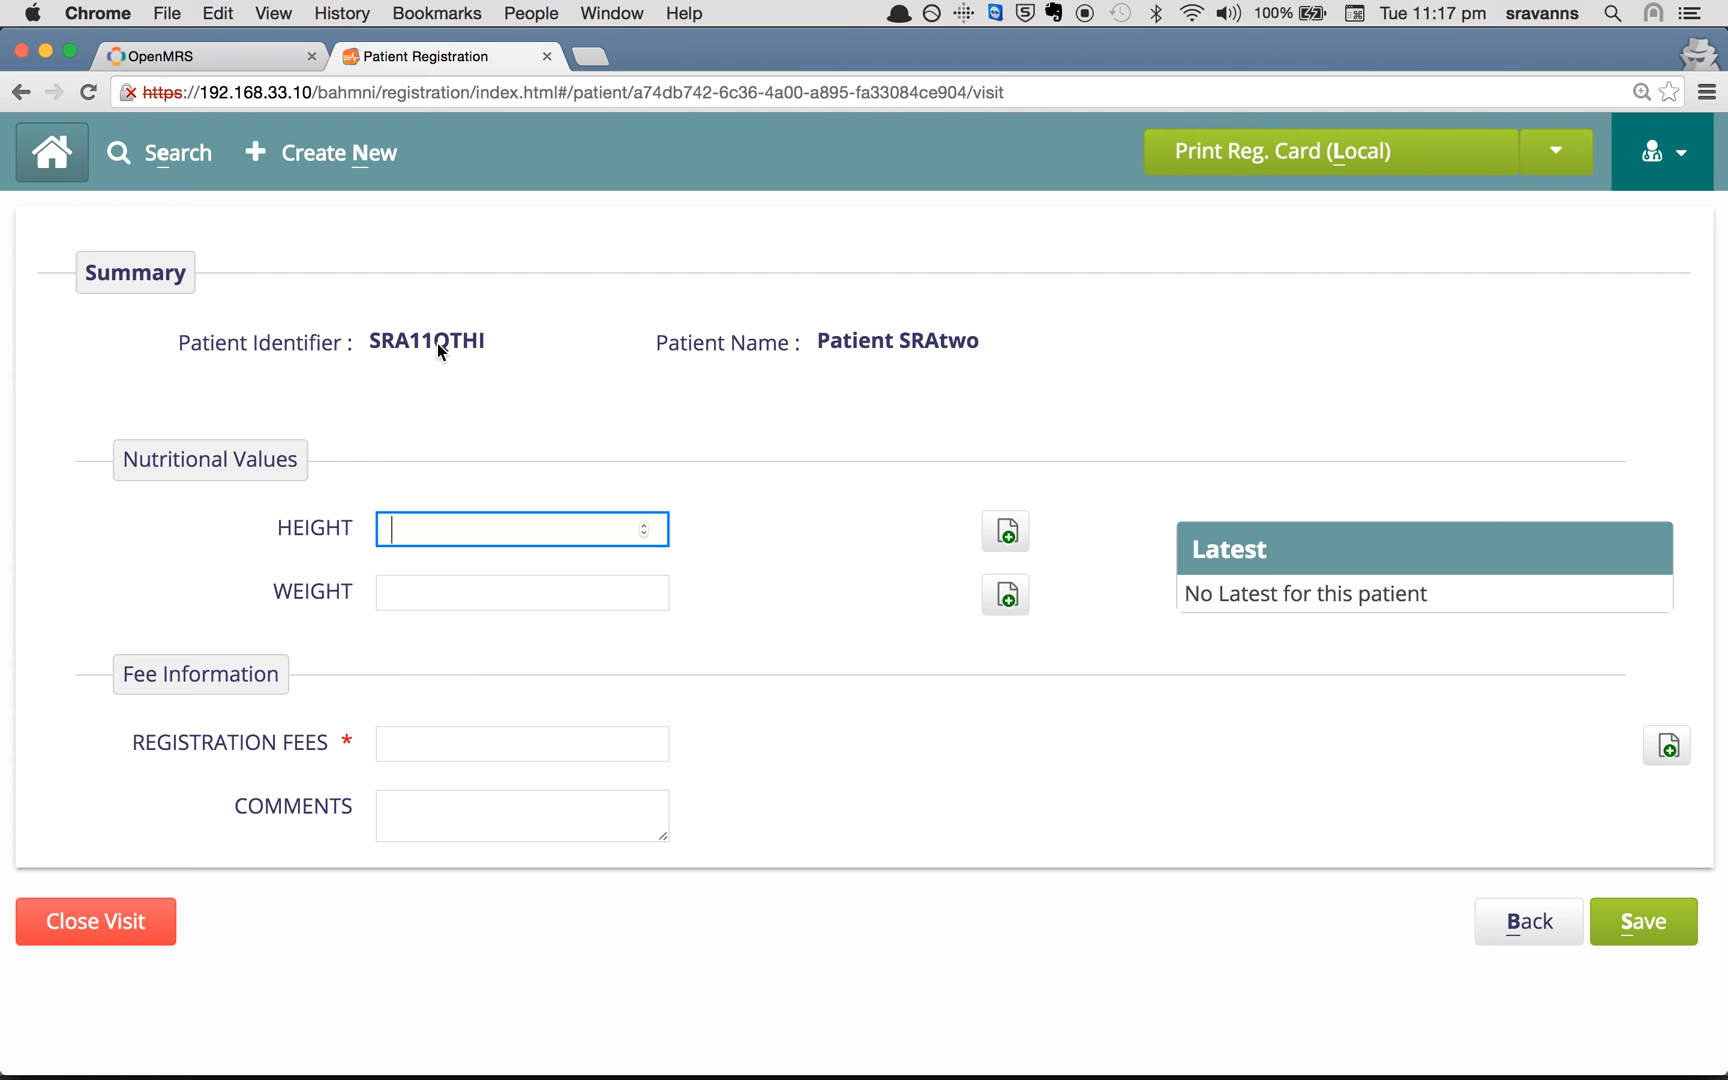 Chrome File Edit View History Bookmarks People Window Help 100% Tue 11:17 pm sravanns
OpenMRS × Patient Registration ×
https://192.168.33.10/bahmni/registration/index.html#/patient/a74db742-6c36-4a00-a895-fa33084ce904/visit
Search + Create New Print Reg. Card (Local)
Summary
Patient Identifier : Patient Name : Patient SRAtwo
Nutritional Values
HEIGHT
Latest
WEIGHT No Latest for this patient
Fee Information
REGISTRATION FEES *
COMMENTS
Close Visit Back Save